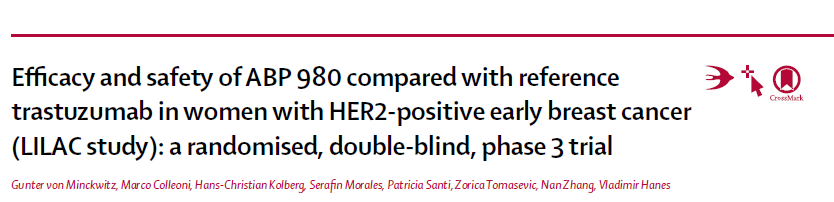 Efficacy and safety of ABP 980 compared with reference
trastuzumab in women with HER2-positive early breast cancer
(LILAC study): a randomised, double-blind, phase 3 trial
CrossMark
Gunter von Minckwitz, Marco Colleoni, Hans-Christian Kolberg, Serafin Morales, Patricia Santi, Zorica Tomasevic, Nan Zhang, Vladimir Hanes